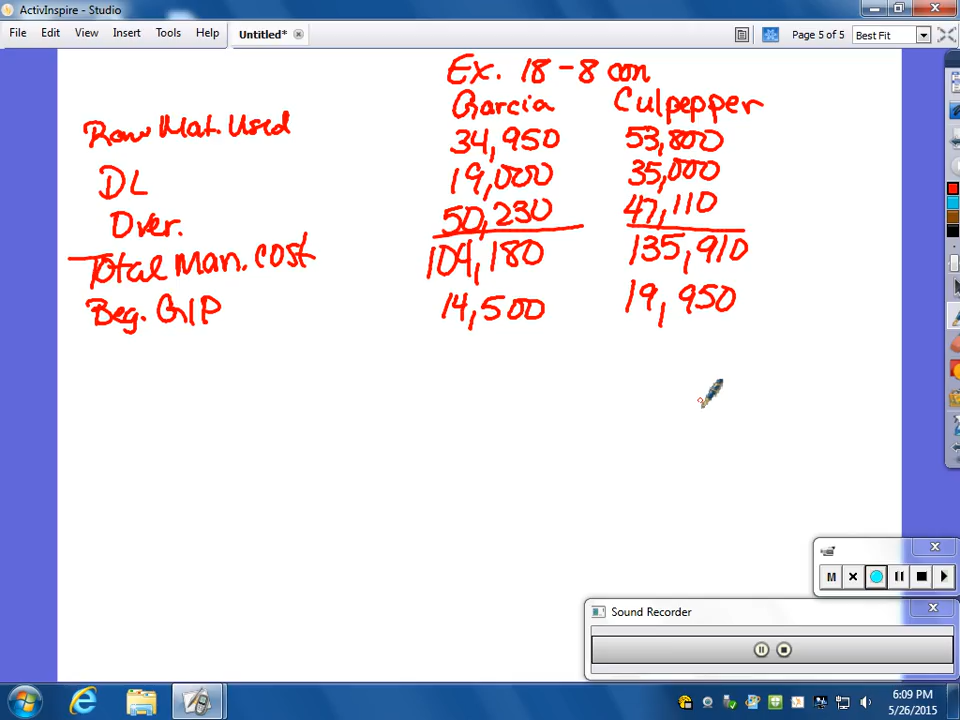 ActivInspire - Studio
File Edit View Insert Tools Help Untitled* Page 5 of 5 Best Fit
Ex. 18-8 con
Garcia Culpepper
Raw Mat. Used 34,950 53,800
DL 19,000 35,000
Over. 50,230 47,110
Total Man. cost 104,180 135,910
Beg. GIP 14,500 19,950
M
Sound Recorder
6:09 PM
5/26/2015